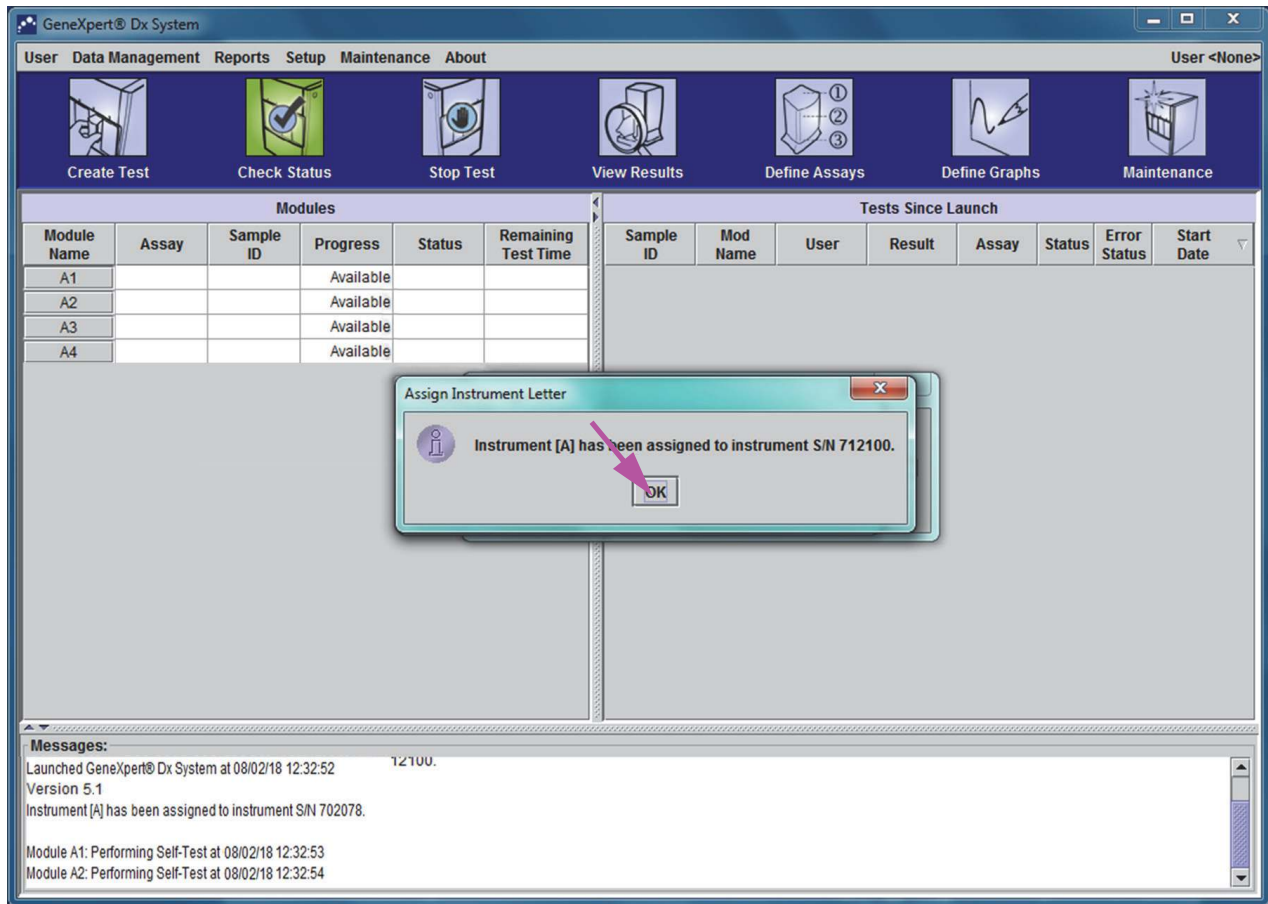 GeneXpert® Dx System
User Data Management Reports Setup Maintenance About User <None>
Create Test Check Status Stop Test View Results Define Assays Define Graphs Maintenance
Modules
Module Name Assay Sample ID Progress Status Remaining Test Time
A1 Available
A2 Available
A3 Available
A4 Available
Tests Since Launch
Sample ID Mod Name User Result Assay Status Error Status Start Date
Assign Instrument Letter
Instrument [A] has been assigned to instrument S/N 712100.
OK
Messages:
Launched GeneXpert® Dx System at 08/02/18 12:32:52 12100.
Version 5.1
Instrument [A] has been assigned to instrument S/N 702078.
Module A1: Performing Self-Test at 08/02/18 12:32:53
Module A2: Performing Self-Test at 08/02/18 12:32:54